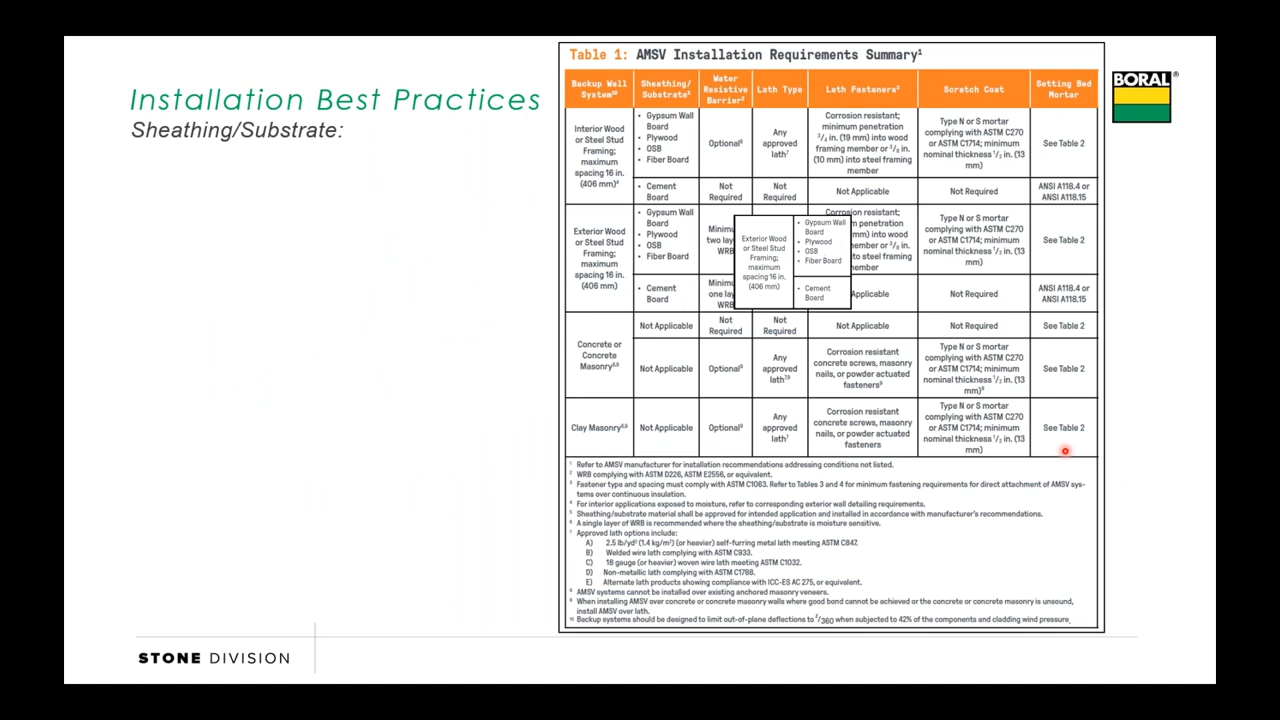 Installation Best Practices
Sheathing/Substrate:
BORAL®
Table 1: AMSV Installation Requirements Summary¹
Backup Wall System¹⁰
Sheathing/ Substrate⁵
Water Resistive Barrier²
Lath Type
Lath Fasteners³
Scratch Coat
Setting Bed Mortar
Interior Wood or Steel Stud Framing; maximum spacing 16 in. (406 mm)⁴
• Gypsum Wall Board
• Plywood
• OSB
• Fiber Board
Optional⁶
Any approved lath⁷
Corrosion resistant; minimum penetration ³/₄ in. (19 mm) into wood framing member or ³/₈ in. (10 mm) into steel framing member
Type N or S mortar complying with ASTM C270 or ASTM C1714; minimum nominal thickness ¹/₂ in. (13 mm)
See Table 2
• Cement Board
Not Required
Not Required
Not Applicable
Not Required
ANSI A118.4 or ANSI A118.15
Exterior Wood or Steel Stud Framing; maximum spacing 16 in. (406 mm)
• Gypsum Wall Board
• Plywood
• OSB
• Fiber Board
Corrosion resistant;
Type N or S mortar complying with ASTM C270 or ASTM C1714; minimum nominal thickness ¹/₂ in. (13 mm)
See Table 2
• Cement Board
Applicable
Not Required
ANSI A118.4 or ANSI A118.15
Exterior Wood or Steel Stud Framing; maximum spacing 16 in. (406 mm)
• Gypsum Wall Board
• Plywood
• OSB
• Fiber Board
• Cement Board
Concrete or Concrete Masonry⁸,⁹
Not Applicable
Not Required
Not Required
Not Applicable
Not Required
See Table 2
Not Applicable
Optional⁹
Any approved lath⁷,⁹
Corrosion resistant concrete screws, masonry nails, or powder actuated fasteners⁹
Type N or S mortar complying with ASTM C270 or ASTM C1714; minimum nominal thickness ¹/₂ in. (13 mm)⁹
See Table 2
Clay Masonry⁸,⁹
Not Applicable
Optional⁹
Any approved lath⁷
Corrosion resistant concrete screws, masonry nails, or powder actuated fasteners
Type N or S mortar complying with ASTM C270 or ASTM C1714; minimum nominal thickness ¹/₂ in. (13 mm)
See Table 2
¹ Refer to AMSV manufacturer for installation recommendations addressing conditions not listed.
² WRB complying with ASTM D226, ASTM E2556, or equivalent.
³ Fastener type and spacing must comply with ASTM C1063. Refer to Tables 3 and 4 for minimum fastening requirements for direct attachment of AMSV sys-
tems over continuous insulation.
⁴ For interior applications exposed to moisture, refer to corresponding exterior wall detailing requirements.
⁵ Sheathing/substrate material shall be approved for intended application and installed in accordance with manufacturer's recommendations.
⁶ A single layer of WRB is recommended where the sheathing/substrate is moisture sensitive.
⁷ Approved lath options include:
A) 2.5 lb/yd² (1.4 kg/m²) (or heavier) self-furring metal lath meeting ASTM C847.
B) Welded wire lath complying with ASTM C933.
C) 18 gauge (or heavier) woven wire lath meeting ASTM C1032.
D) Non-metallic lath complying with ASTM C1788.
E) Alternate lath products showing compliance with ICC-ES AC 275, or equivalent.
⁸ AMSV systems cannot be installed over existing anchored masonry veneers.
⁹ When installing AMSV over concrete or concrete masonry walls where good bond cannot be achieved or the concrete or concrete masonry is unsound,
install AMSV over lath.
¹⁰ Backup systems should be designed to limit out-of-plane deflections to ℓ/360 when subjected to 42% of the components and cladding wind pressure.
STONE DIVISION